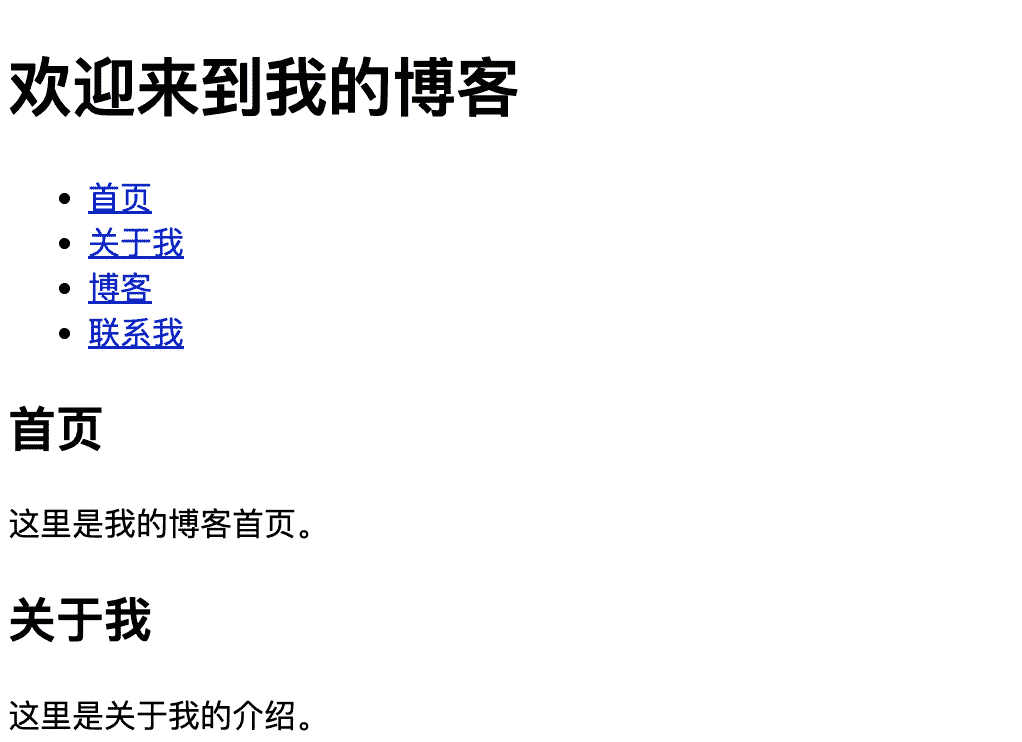 欢迎来到我的博客
首页
关于我
博客
联系我
首页
这里是我的博客首页。
关于我
这里是关于我的介绍。